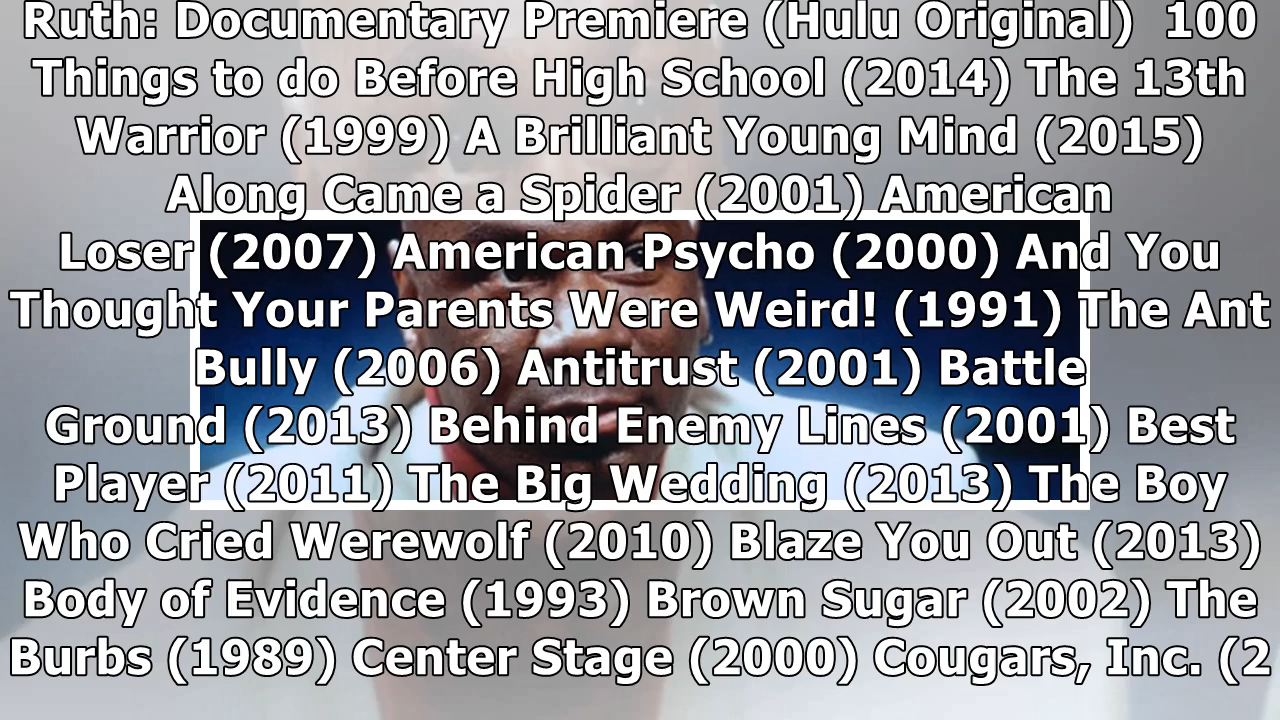 Ruth: Documentary Premiere (Hulu Original)  100
Things to do Before High School (2014) The 13th
Warrior (1999) A Brilliant Young Mind (2015)
Along Came a Spider (2001) American
Loser (2007) American Psycho (2000) And You
Thought Your Parents Were Weird! (1991) The Ant
Bully (2006) Antitrust (2001) Battle
Ground (2013) Behind Enemy Lines (2001) Best
Player (2011) The Big Wedding (2013) The Boy
Who Cried Werewolf (2010) Blaze You Out (2013)
Body of Evidence (1993) Brown Sugar (2002) The
Burbs (1989) Center Stage (2000) Cougars, Inc. (2